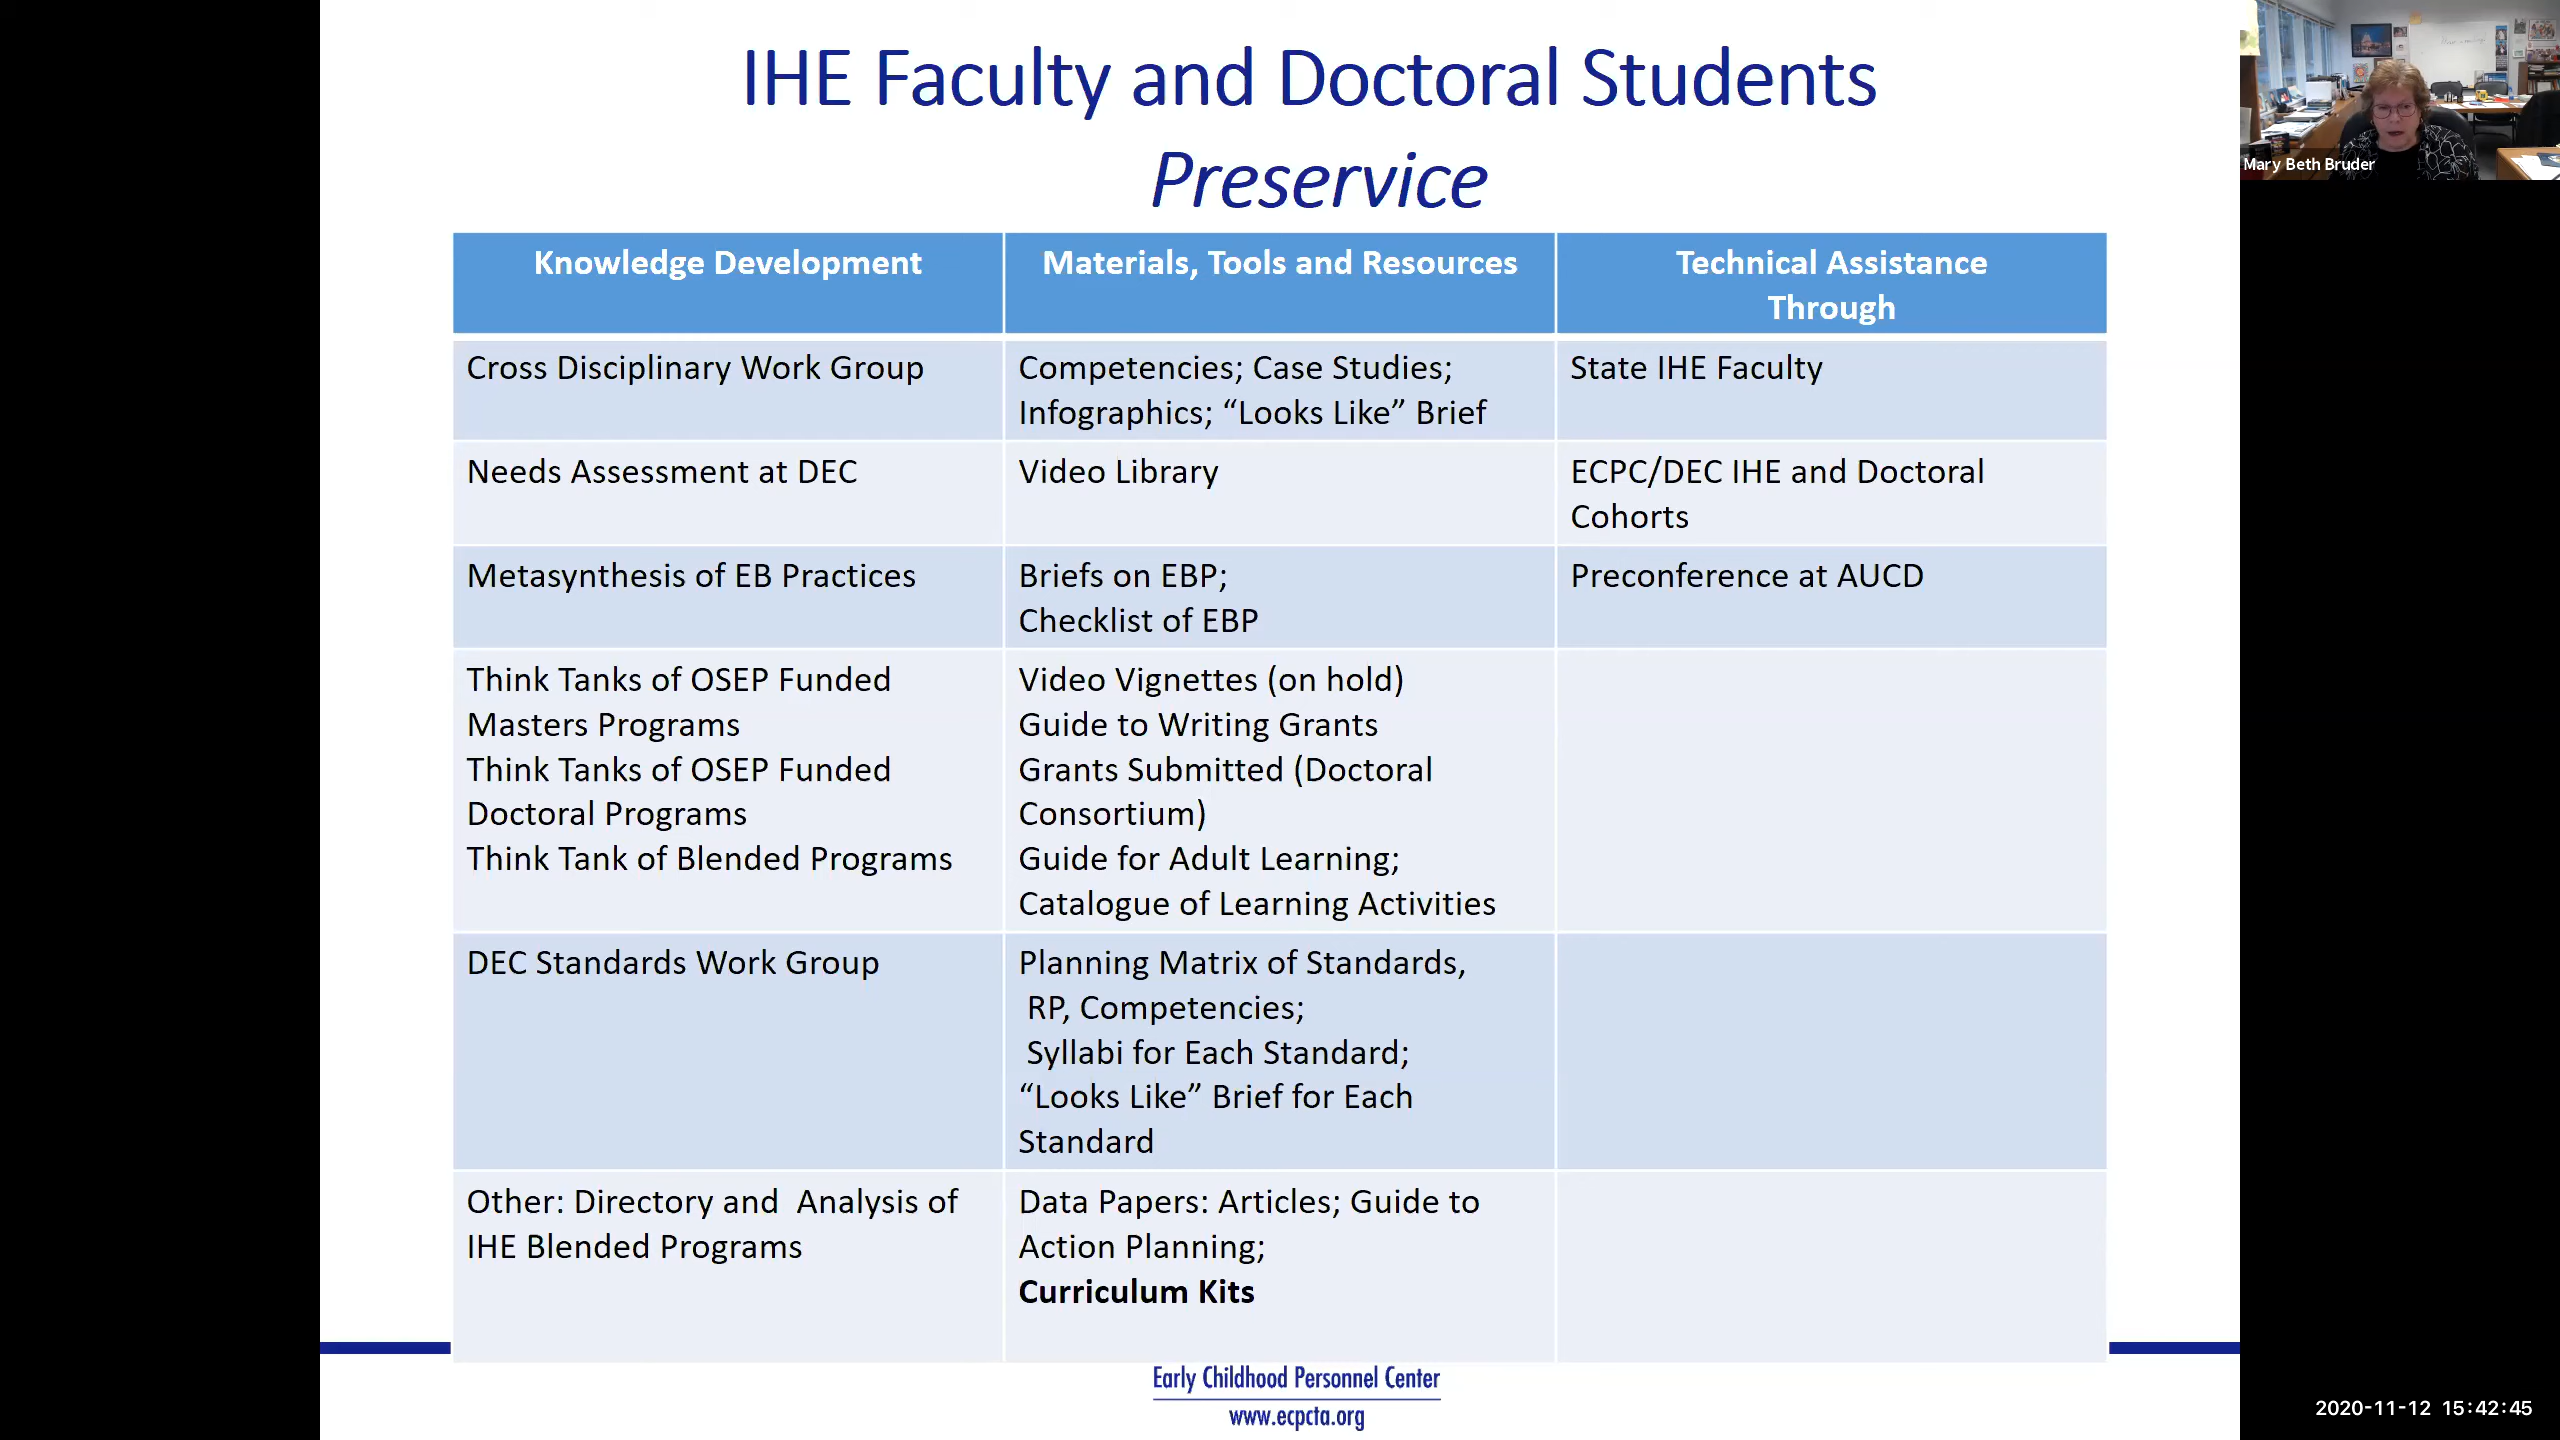 IHE Faculty and Doctoral Students
Preservice
Mary Beth Bruder
Knowledge Development
Materials, Tools and Resources
Technical Assistance
Through
Cross Disciplinary Work Group
Competencies; Case Studies;
Infographics; “Looks Like” Brief
State IHE Faculty
Needs Assessment at DEC
Video Library
ECPC/DEC IHE and Doctoral
Cohorts
Metasynthesis of EB Practices
Briefs on EBP;
Checklist of EBP
Preconference at AUCD
Think Tanks of OSEP Funded
Masters Programs
Think Tanks of OSEP Funded
Doctoral Programs
Think Tank of Blended Programs
Video Vignettes (on hold)
Guide to Writing Grants
Grants Submitted (Doctoral
Consortium)
Guide for Adult Learning;
Catalogue of Learning Activities
DEC Standards Work Group
Planning Matrix of Standards,
RP, Competencies;
Syllabi for Each Standard;
“Looks Like” Brief for Each
Standard
Other: Directory and  Analysis of
IHE Blended Programs
Data Papers: Articles; Guide to
Action Planning;
Curriculum Kits
Early Childhood Personnel Center
www.ecpcta.org
2020-11-12 15:42:45